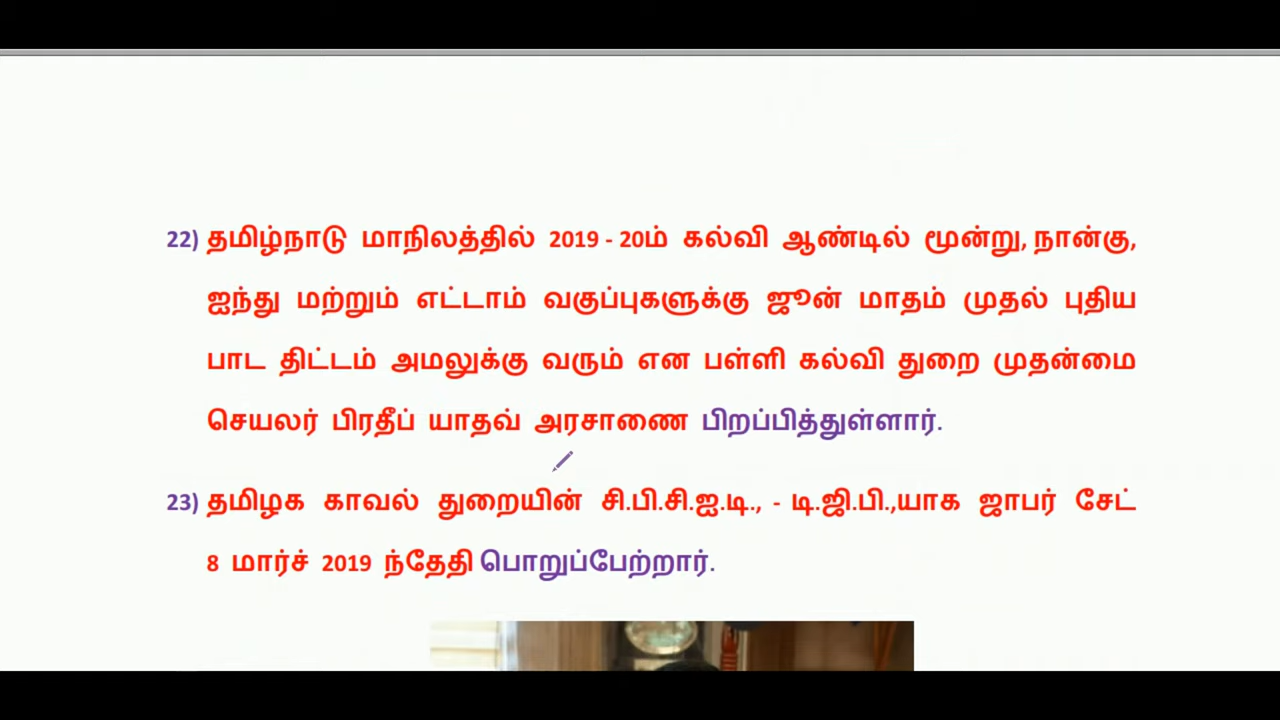 22) தமிழ்நாடு மாநிலத்தில் 2019 - 20ம் கல்வி ஆண்டில் மூன்று, நான்கு,
ஐந்து மற்றும் எட்டாம் வகுப்புகளுக்கு ஜூன் மாதம் முதல் புதிய
பாட திட்டம் அமலுக்கு வரும் என பள்ளி கல்வி துறை முதன்மை
செயலர் பிரதீப் யாதவ் அரசாணை பிறப்பித்துள்ளார்.
23) தமிழக காவல் துறையின் சி.பி.சி.ஐ.டி., - டி.ஜி.பி.,யாக ஜாபர் சேட்
8 மார்ச் 2019 ந்தேதி பொறுப்பேற்றார்.